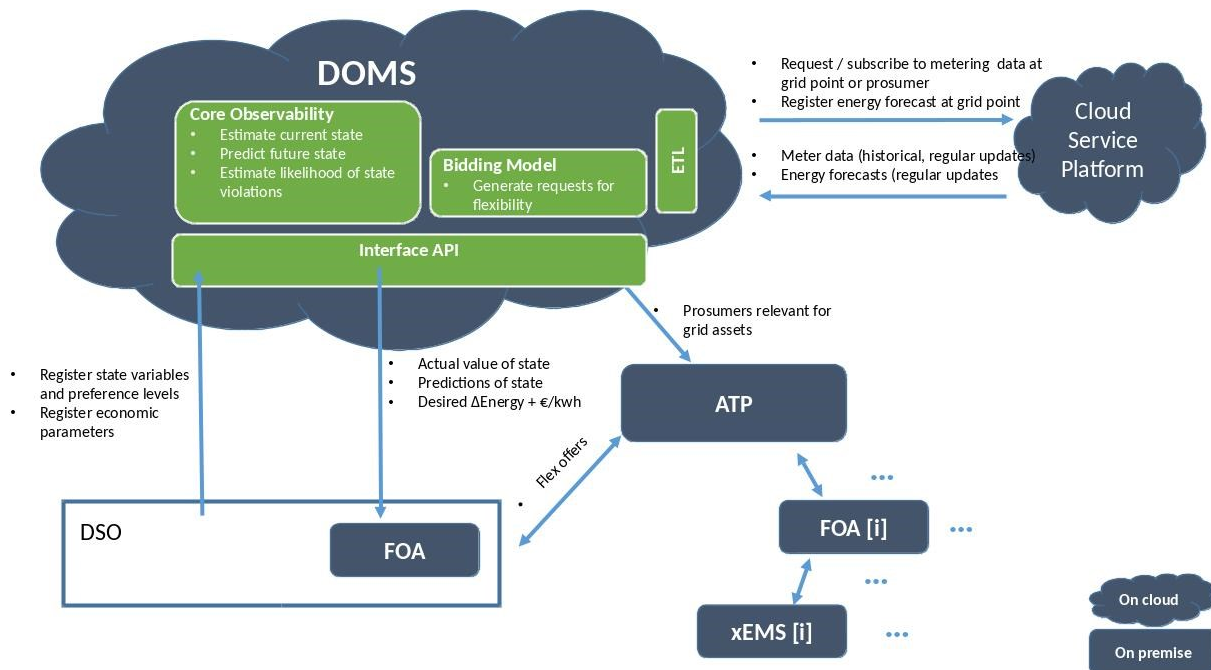 DOMS
Core Observability
• Estimate current state
• Predict future state
• Estimate likelihood of state
violations
Bidding Model
• Generate requests for
flexibility
ETL
Interface API
• Request / subscribe to metering data at
grid point or prosumer
• Register energy forecast at grid point
• Meter data (historical, regular updates)
• Energy forecasts (regular updates
Cloud
Service
Platform
• Prosumers relevant for
grid assets
• Register state variables
and preference levels
• Register economic
parameters
• Actual value of state
• Predictions of state
• Desired ΔEnergy + €/kwh
ATP
• Flex offers
DSO
FOA
FOA [i]
xEMS [i]
On cloud
On premise